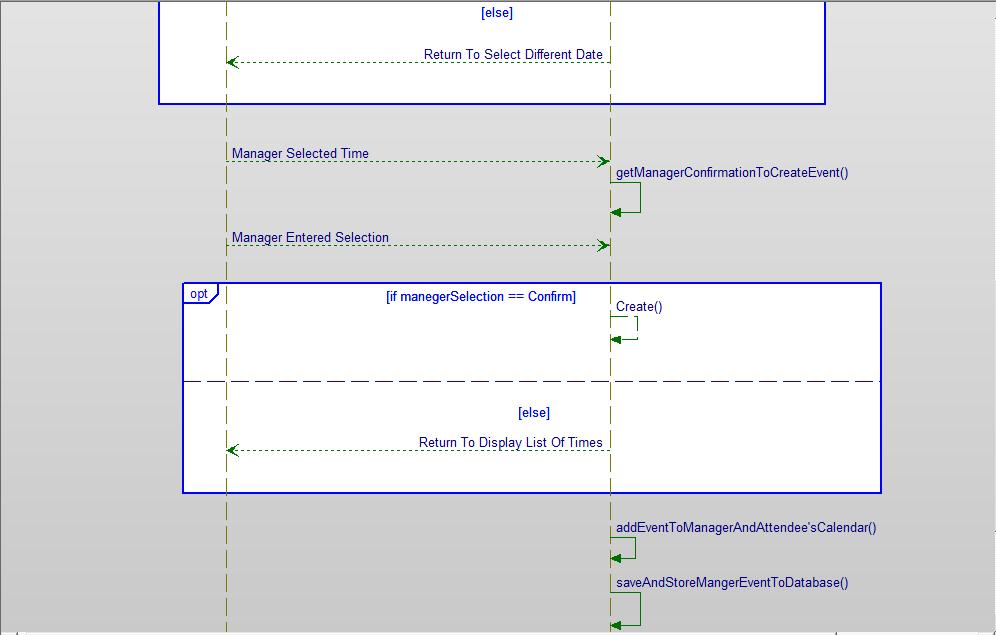 [else]
Return To Select Different Date
Manager Selected Time
getManagerConfirmationToCreateEvent()
Manager Entered Selection
opt
[if manegerSelection == Confirm]
Create()
[else]
Return To Display List Of Times
addEventToManagerAndAttendee'sCalendar()
saveAndStoreMangerEventToDatabase()